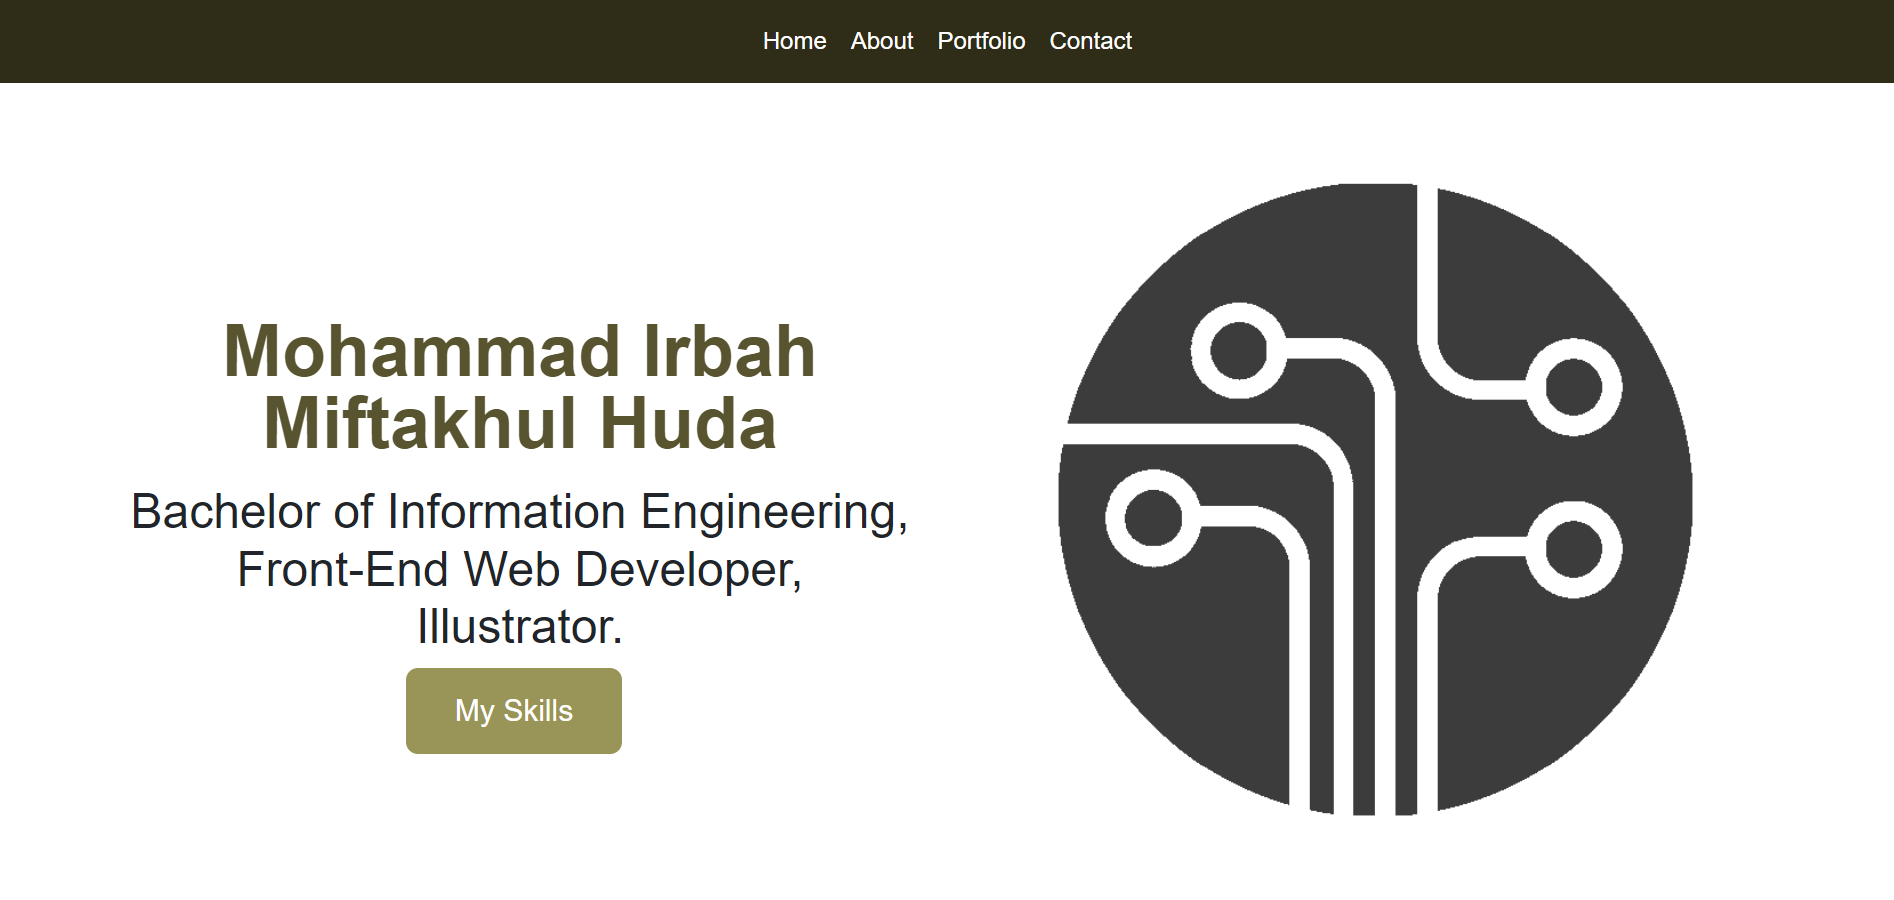 Home About Portfolio Contact
Mohammad Irbah
Miftakhul Huda
Bachelor of Information Engineering,
Front-End Web Developer,
Illustrator.
My Skills